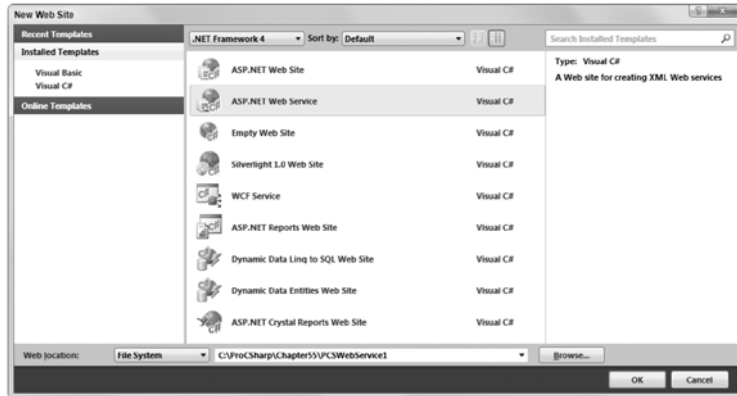 New Web Site
Recent Templates
.NET Framework 4 Sort by: Default Search Installed Templates
Installed Templates
Visual Basic
Visual C#
Online Templates
ASP.NET Web Site Visual C#
ASP.NET Web Service Visual C#
Empty Web Site Visual C#
Silverlight 1.0 Web Site Visual C#
WCF Service Visual C#
ASP.NET Reports Web Site Visual C#
Dynamic Data Linq to SQL Web Site Visual C#
Dynamic Data Entities Web Site Visual C#
ASP.NET Crystal Reports Web Site Visual C#
Type: Visual C#
A Web site for creating XML Web services
Web location: File System C:\ProCSharp\Chapter55\PCSWebService1 Browse...
OK Cancel